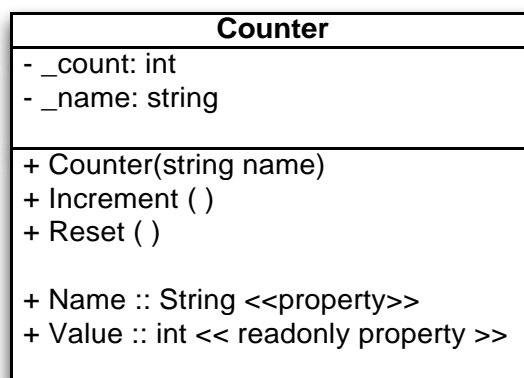 Counter
- _count: int
- _name: string
+ Counter(string name)
+ Increment ( )
+ Reset ( )
+ Name :: String <<property>>
+ Value :: int << readonly property >>